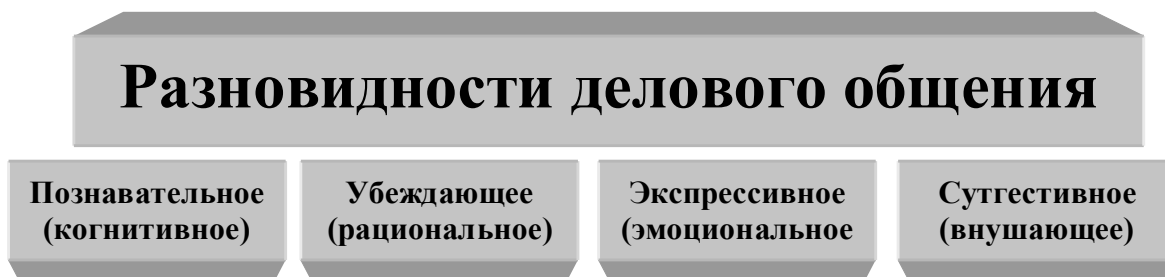 Разновидности делового общения
Познавательное
(когнитивное)
Убеждающее
(рациональное)
Экспрессивное
(эмоциональное
Сутгестивное
(внушающее)